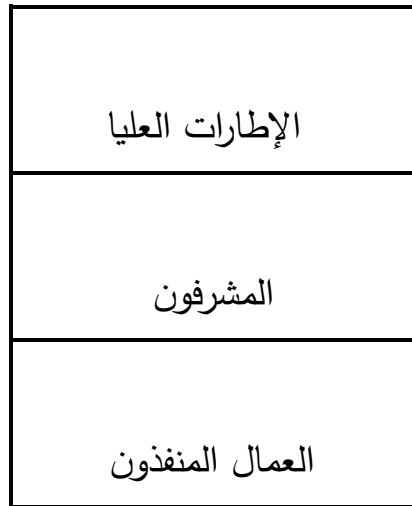 الإطارات العليا
المشرفون
العمال المنفذون